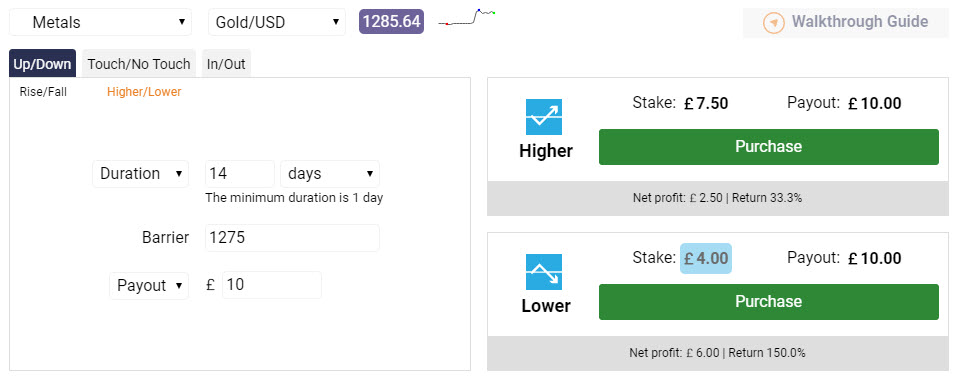 Metals Gold/USD 1285.64 Walkthrough Guide
Up/Down Touch/No Touch In/Out
Rise/Fall Higher/Lower
Duration 14 days
The minimum duration is 1 day
Barrier 1275
Payout £ 10
Stake: £ 7.50 Payout: £ 10.00
Higher Purchase
Net profit: £ 2.50 | Return 33.3%
Stake: £ 4.00 Payout: £ 10.00
Lower Purchase
Net profit: £ 6.00 | Return 150.0%